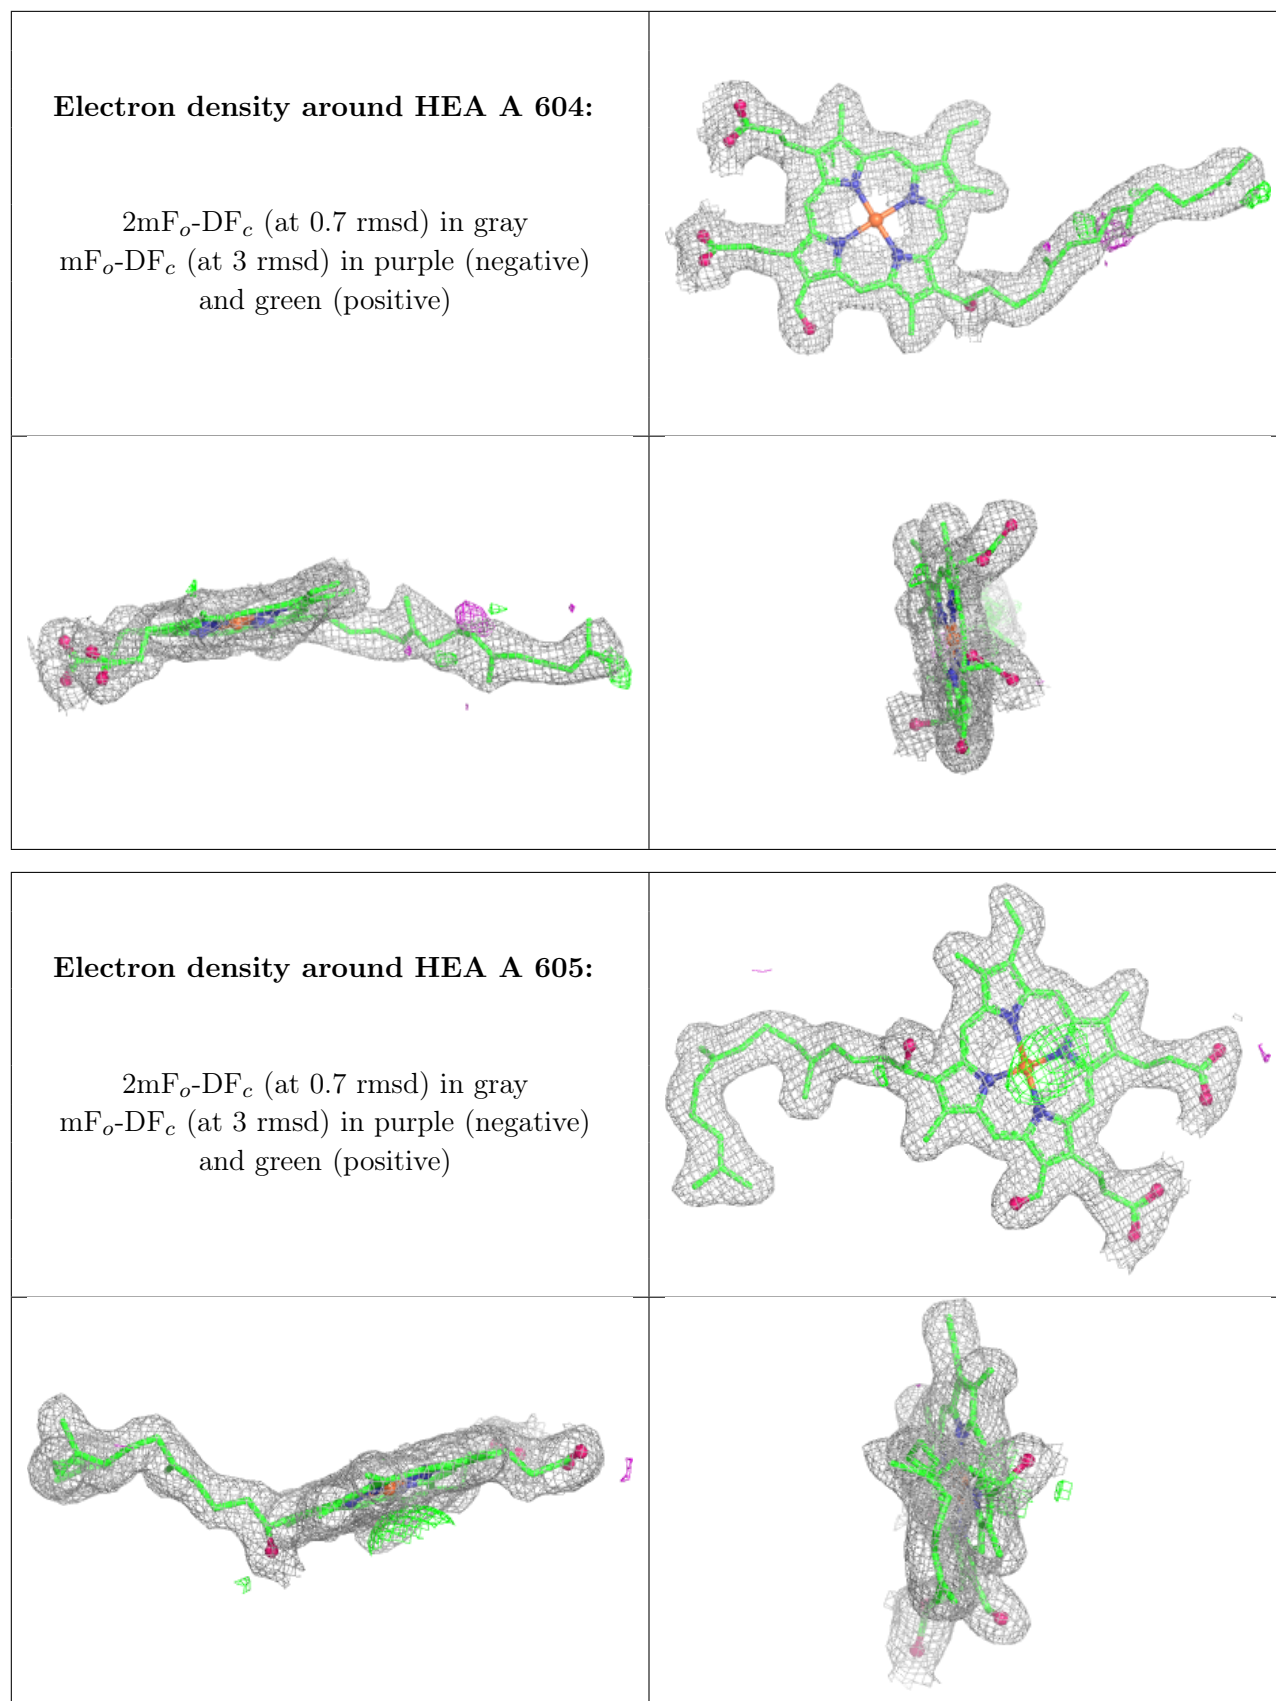 Electron density around HEA A 604:
2mFo-DFc (at 0.7 rmsd) in gray
mFo-DFc (at 3 rmsd) in purple (negative)
and green (positive)
Electron density around HEA A 605:
2mFo-DFc (at 0.7 rmsd) in gray
mFo-DFc (at 3 rmsd) in purple (negative)
and green (positive)